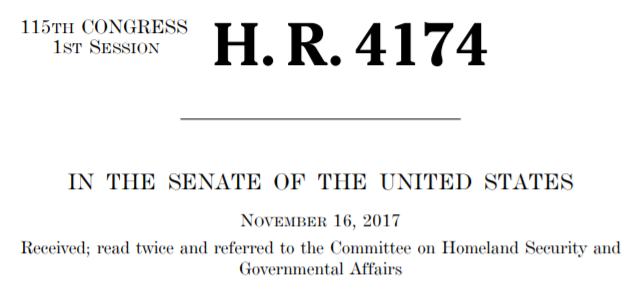 115TH CONGRESS
1ST SESSION
H. R. 4174
IN THE SENATE OF THE UNITED STATES
NOVEMBER 16, 2017
Received; read twice and referred to the Committee on Homeland Security and
Governmental Affairs